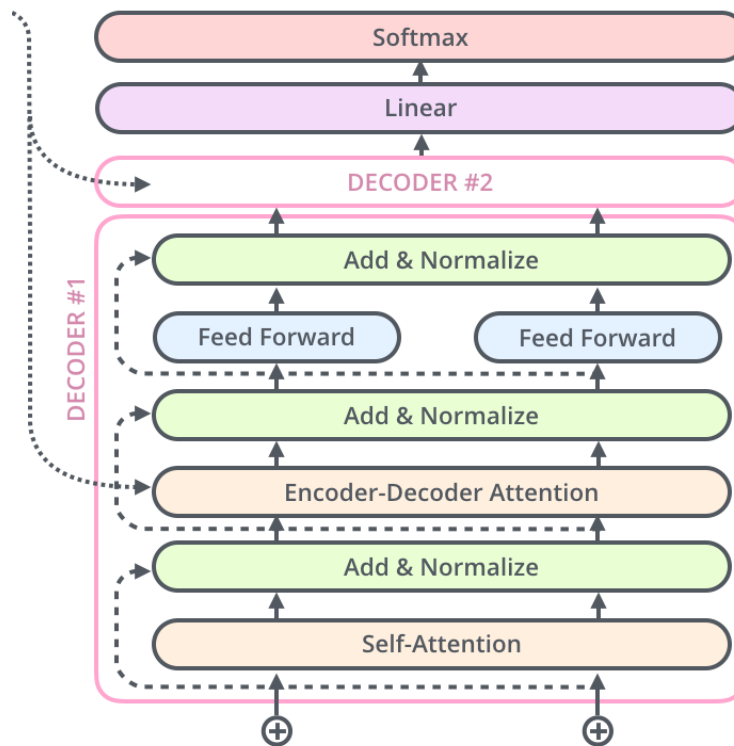 Softmax
Linear
DECODER #2
DECODER #1
Add & Normalize
Feed Forward
Feed Forward
Add & Normalize
Encoder-Decoder Attention
Add & Normalize
Self-Attention